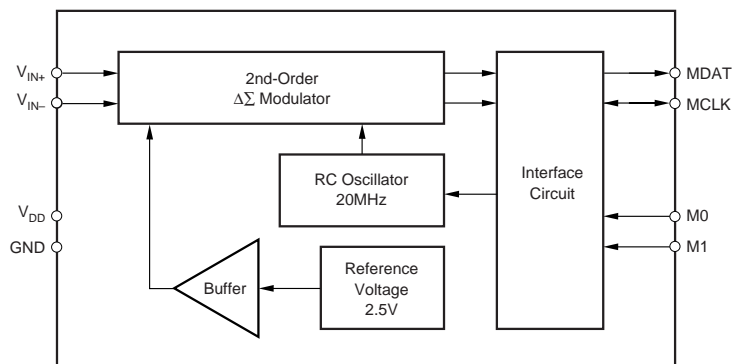 V_IN+
V_IN–
2nd-Order
ΔΣ Modulator
MDAT
MCLK
RC Oscillator
20MHz
Interface
Circuit
V_DD
GND
M0
M1
Buffer
Reference
Voltage
2.5V